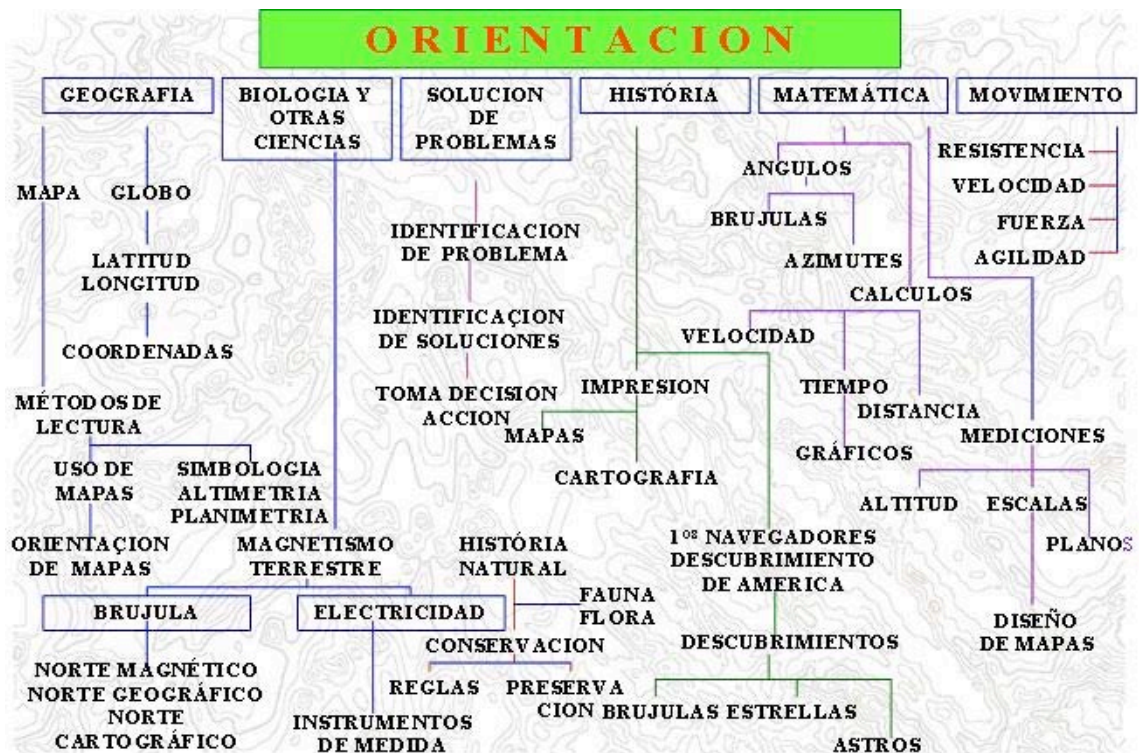 ORIENTACION
GEOGRAFIA
BIOLOGIA Y
OTRAS
CIENCIAS
SOLUCION
DE
PROBLEMAS
HISTÓRIA
MATEMÁTICA
MOVIMIENTO
MAPA
GLOBO
LATITUD
LONGITUD
COORDENADAS
MÉTODOS DE
LECTURA
USO DE
MAPAS
SIMBOLOGIA
ALTIMETRIA
PLANIMETRIA
ORIENTAÇION
DE MAPAS
MAGNETISMO
TERRESTRE
BRUJULA
ELECTRICIDAD
NORTE MAGNÉTICO
NORTE GEOGRÁFICO
NORTE
CARTOGRÁFICO
INSTRUMENTOS
DE MEDIDA
IDENTIFICACION
DE PROBLEMA
IDENTIFICAÇION
DE SOLUCIONES
TOMA DECISION
ACCION
HISTÓRIA
NATURAL
FAUNA
FLORA
CONSERVACION
REGLAS
PRESERVA
CION
IMPRESION
MAPAS
CARTOGRAFIA
1os NAVEGADORES
DESCUBRIMIENTO
DE AMERICA
DESCUBRIMIENTOS
BRUJULAS
ESTRELLAS
ASTROS
ANGULOS
BRUJULAS
AZIMUTES
CALCULOS
VELOCIDAD
TIEMPO
DISTANCIA
GRÁFICOS
MEDICIONES
ALTITUD
ESCALAS
PLANOS
DISEÑO
DE MAPAS
RESISTENCIA
VELOCIDAD
FUERZA
AGILIDAD